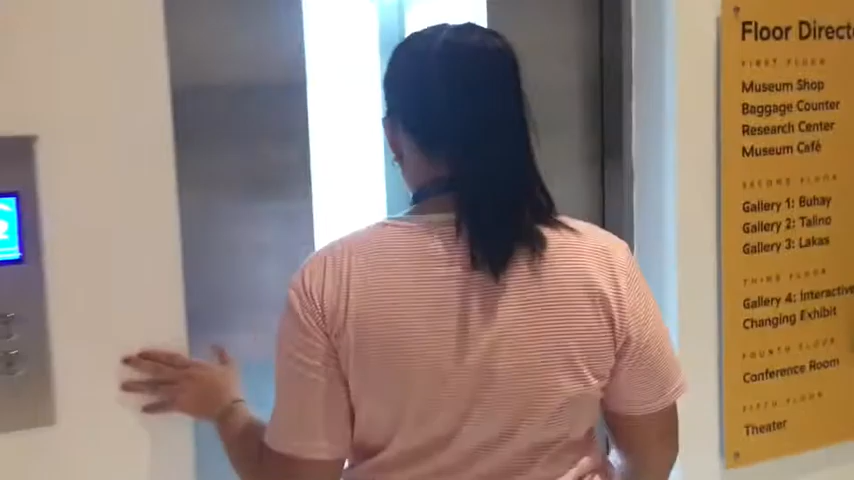 Floor Direc
FIRST FLOOR
Museum Shop
Baggage Counter
Research Center
Museum Café
SECOND FLOOR
Gallery 1: Buhay
Gallery 2: Talino
Gallery 3: Lakas
THIRD FLOOR
Gallery 4: Interactive
Changing Exhibit
FOURTH FLOOR
Conference Room
FIFTH FLOOR
Theater